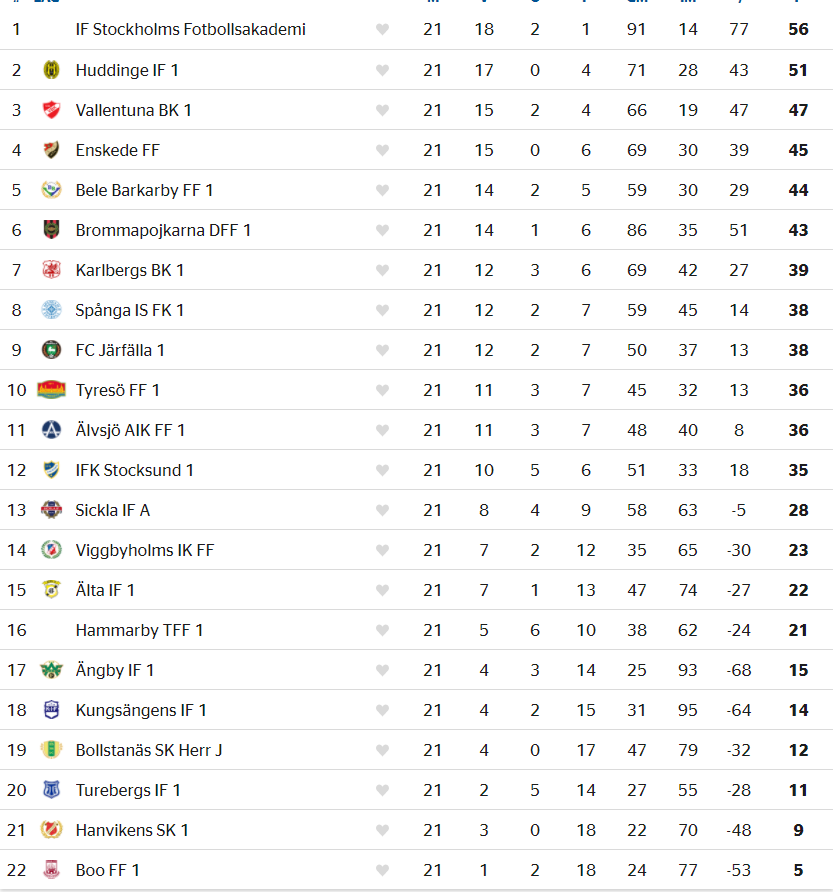 1 IF Stockholms Fotbollsakademi 21 18 2 1 91 14 77 56
2 Huddinge IF 1 21 17 0 4 71 28 43 51
3 Vallentuna BK 1 21 15 2 4 66 19 47 47
4 Enskede FF 21 15 0 6 69 30 39 45
5 Bele Barkarby FF 1 21 14 2 5 59 30 29 44
6 Brommapojkarna DFF 1 21 14 1 6 86 35 51 43
7 Karlbergs BK 1 21 12 3 6 69 42 27 39
8 Spånga IS FK 1 21 12 2 7 59 45 14 38
9 FC Järfälla 1 21 12 2 7 50 37 13 38
10 Tyresö FF 1 21 11 3 7 45 32 13 36
11 Älvsjö AIK FF 1 21 11 3 7 48 40 8 36
12 IFK Stocksund 1 21 10 5 6 51 33 18 35
13 Sickla IF A 21 8 4 9 58 63 -5 28
14 Viggbyholms IK FF 21 7 2 12 35 65 -30 23
15 Älta IF 1 21 7 1 13 47 74 -27 22
16 Hammarby TFF 1 21 5 6 10 38 62 -24 21
17 Ängby IF 1 21 4 3 14 25 93 -68 15
18 Kungsängens IF 1 21 4 2 15 31 95 -64 14
19 Bollstanäs SK Herr J 21 4 0 17 47 79 -32 12
20 Turebergs IF 1 21 2 5 14 27 55 -28 11
21 Hanvikens SK 1 21 3 0 18 22 70 -48 9
22 Boo FF 1 21 1 2 18 24 77 -53 5